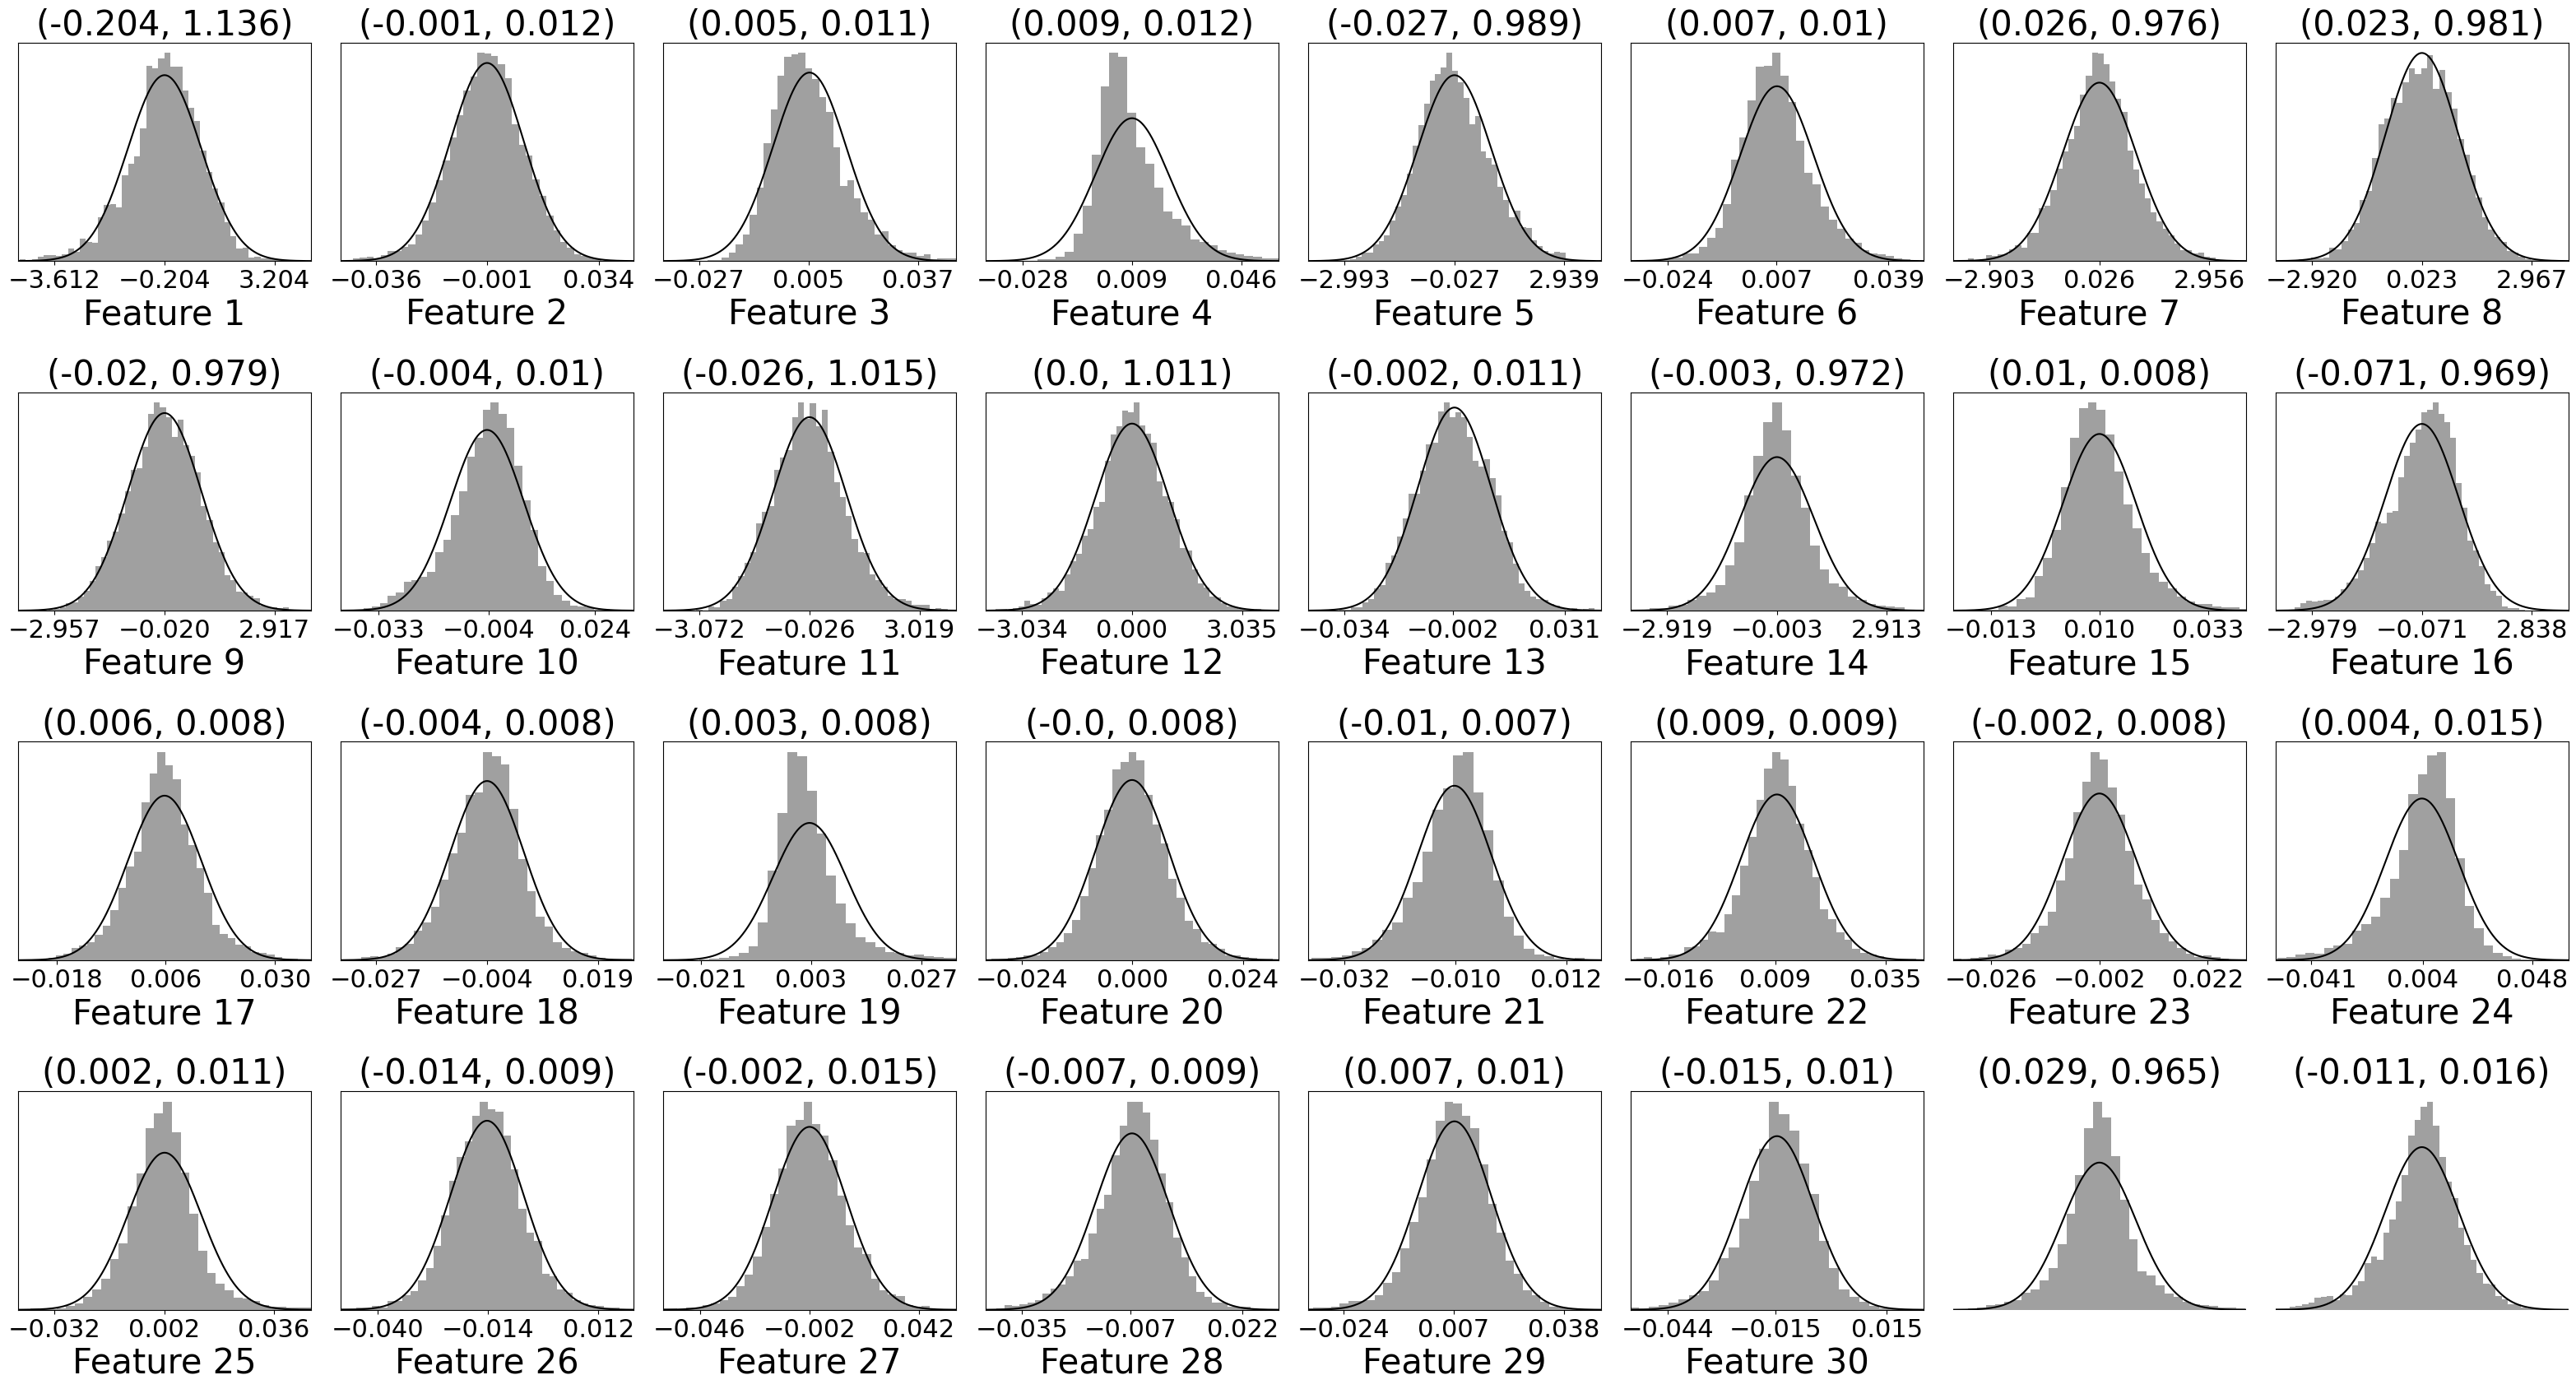 (-0.204, 1.136) (-0.001, 0.012) (0.005, 0.011) (0.009, 0.012) (-0.027, 0.989) (0.007, 0.01) (0.026, 0.976) (0.023, 0.981)
−3.612 −0.204 3.204 −0.036 −0.001 0.034 −0.027 0.005 0.037 −0.028 0.009 0.046 −2.993 −0.027 2.939 −0.024 0.007 0.039 −2.903 0.026 2.956 −2.920 0.023 2.967
Feature 1 Feature 2 Feature 3 Feature 4 Feature 5 Feature 6 Feature 7 Feature 8
(-0.02, 0.979) (-0.004, 0.01) (-0.026, 1.015) (0.0, 1.011) (-0.002, 0.011) (-0.003, 0.972) (0.01, 0.008) (-0.071, 0.969)
−2.957 −0.020 2.917 −0.033 −0.004 0.024 −3.072 −0.026 3.019 −3.034 0.000 3.035 −0.034 −0.002 0.031 −2.919 −0.003 2.913 −0.013 0.010 0.033 −2.979 −0.071 2.838
Feature 9 Feature 10 Feature 11 Feature 12 Feature 13 Feature 14 Feature 15 Feature 16
(0.006, 0.008) (-0.004, 0.008) (0.003, 0.008) (-0.0, 0.008) (-0.01, 0.007) (0.009, 0.009) (-0.002, 0.008) (0.004, 0.015)
−0.018 0.006 0.030 −0.027 −0.004 0.019 −0.021 0.003 0.027 −0.024 0.000 0.024 −0.032 −0.010 0.012 −0.016 0.009 0.035 −0.026 −0.002 0.022 −0.041 0.004 0.048
Feature 17 Feature 18 Feature 19 Feature 20 Feature 21 Feature 22 Feature 23 Feature 24
(0.002, 0.011) (-0.014, 0.009) (-0.002, 0.015) (-0.007, 0.009) (0.007, 0.01) (-0.015, 0.01) (0.029, 0.965) (-0.011, 0.016)
−0.032 0.002 0.036 −0.040 −0.014 0.012 −0.046 −0.002 0.042 −0.035 −0.007 0.022 −0.024 0.007 0.038 −0.044 −0.015 0.015
Feature 25 Feature 26 Feature 27 Feature 28 Feature 29 Feature 30